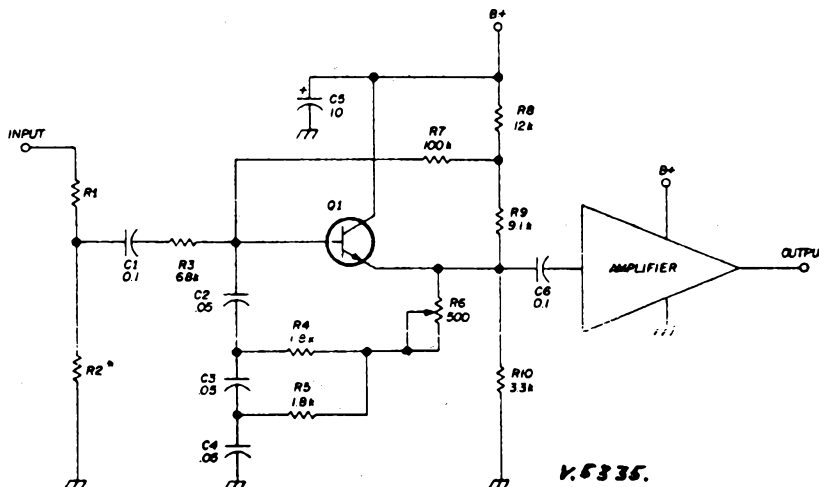 B+
C5
10
R8
12k
R7
100k
INPUT
R1
Q1
B+
R9
9.1k
C1
0.1
R3
68k
AMPLIFIER
OUTPUT
C6
0.1
C2
.05
R6
500
R4
1.8k
R2*
C3
.05
R5
1.8k
R10
3.3k
C4
.05
V.5335.